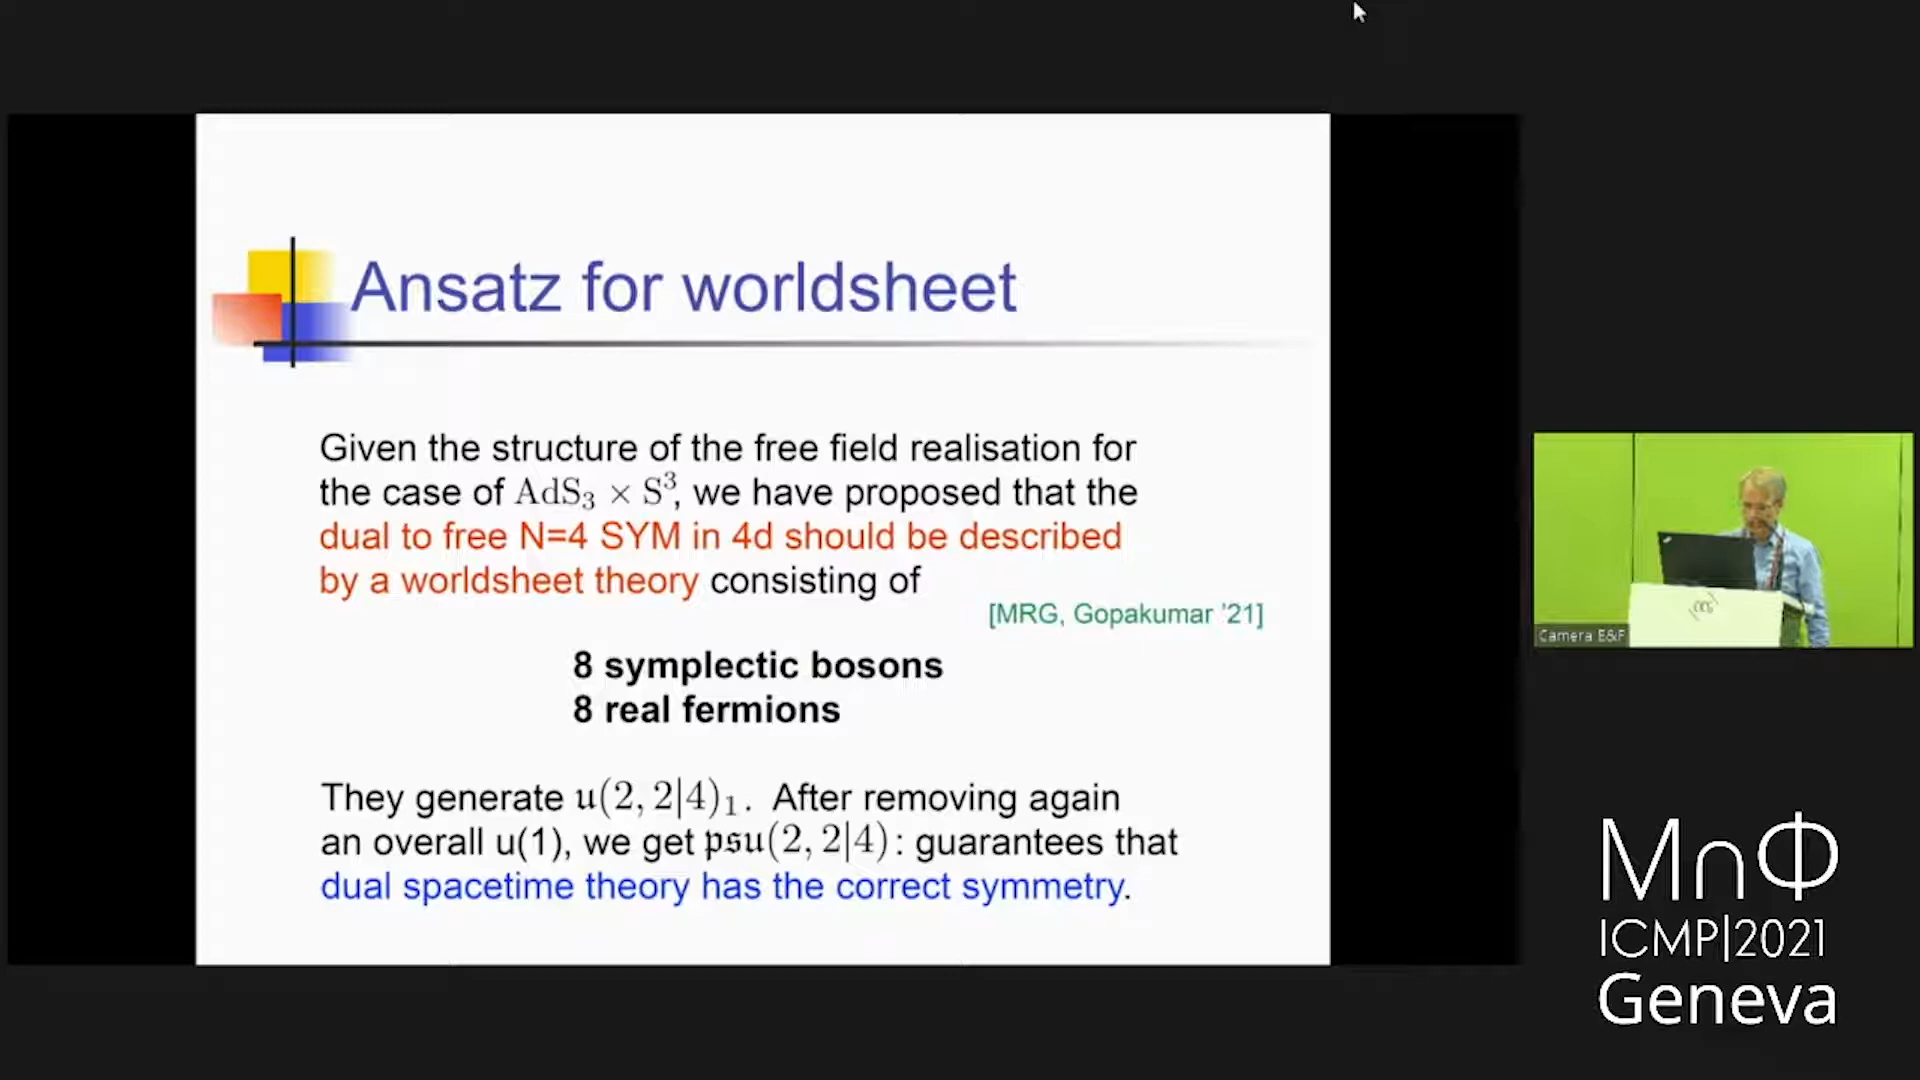 Ansatz for worldsheet
Given the structure of the free field realisation for
the case of AdS₃ × S³, we have proposed that the
dual to free N=4 SYM in 4d should be described
by a worldsheet theory consisting of
[MRG, Gopakumar '21]
8 symplectic bosons
8 real fermions
They generate 𝔲(2, 2|4)₁. After removing again
an overall u(1), we get 𝔭𝔰𝔲(2, 2|4): guarantees that
dual spacetime theory has the correct symmetry.
Camera E&F
MnΦ
ICMP|2021
Geneva